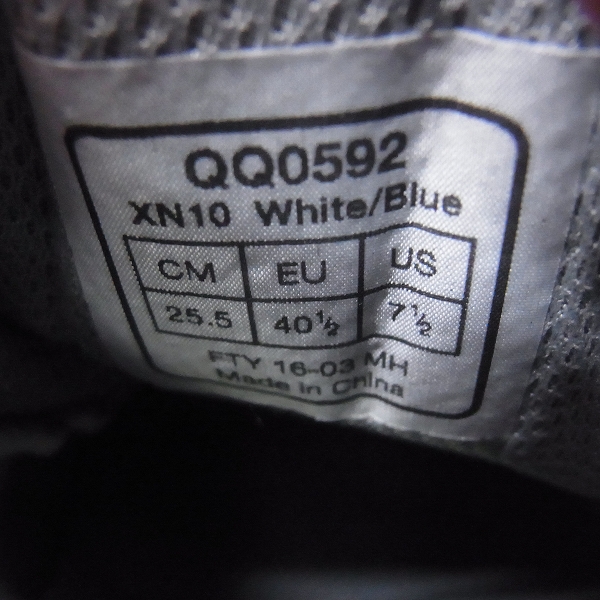 QQ0592
XN10 White/Blue
CM EU US
25.5 40½ 7½
FTY 16-03 MH
Made in China